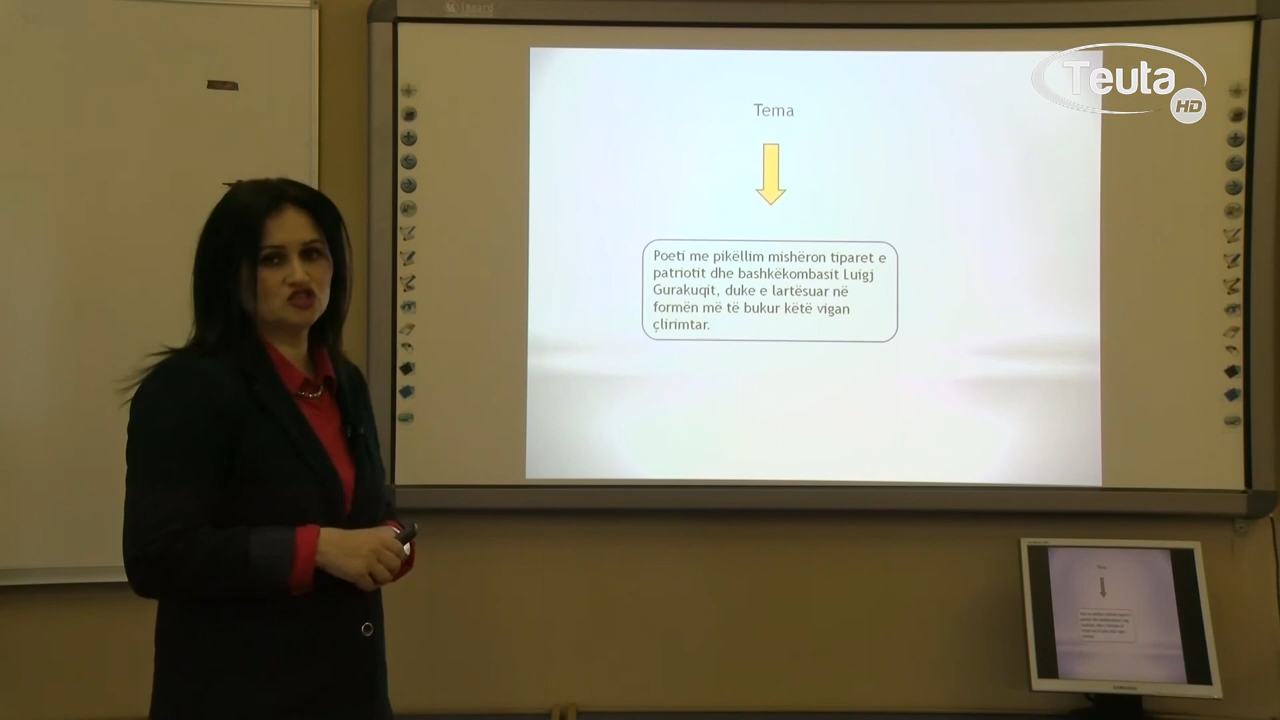 Teuta
HD
Tema
Poeti me pikëllim mishëron tiparet e
patriotit dhe bashkëkombasit Luigj
Gurakuqit, duke e lartësuar në
formën më të bukur këtë vigan
çlirimtar.